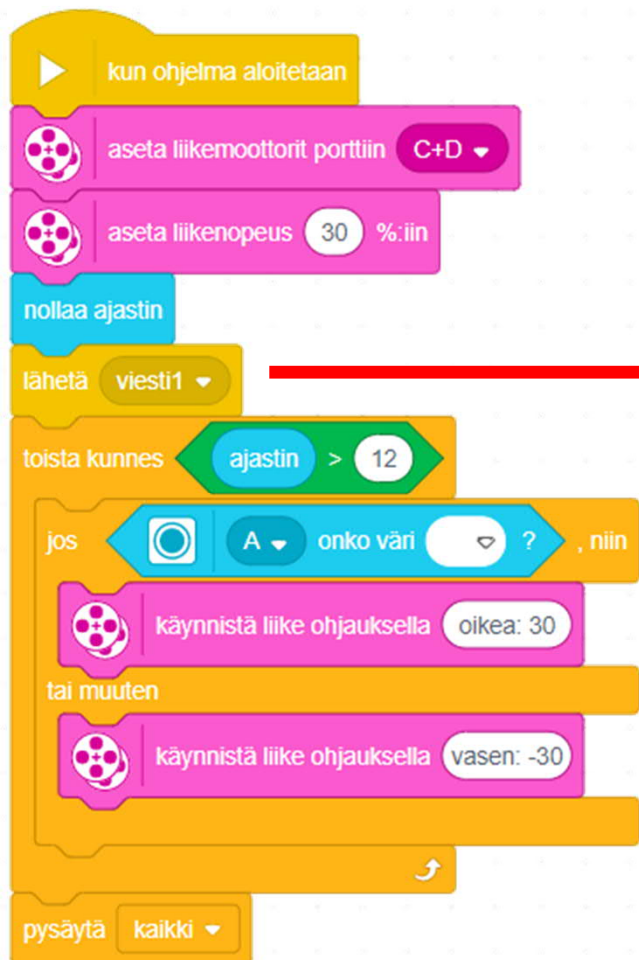 kun ohjelma aloitetaan
aseta liikemoottorit porttiin C+D
aseta liikenopeus 30 %:iin
nollaa ajastin
lähetä viesti1
toista kunnes ajastin > 12
jos A onko väri ? , niin
käynnistä liike ohjauksella oikea: 30
tai muuten
käynnistä liike ohjauksella vasen: -30
pysäytä kaikki